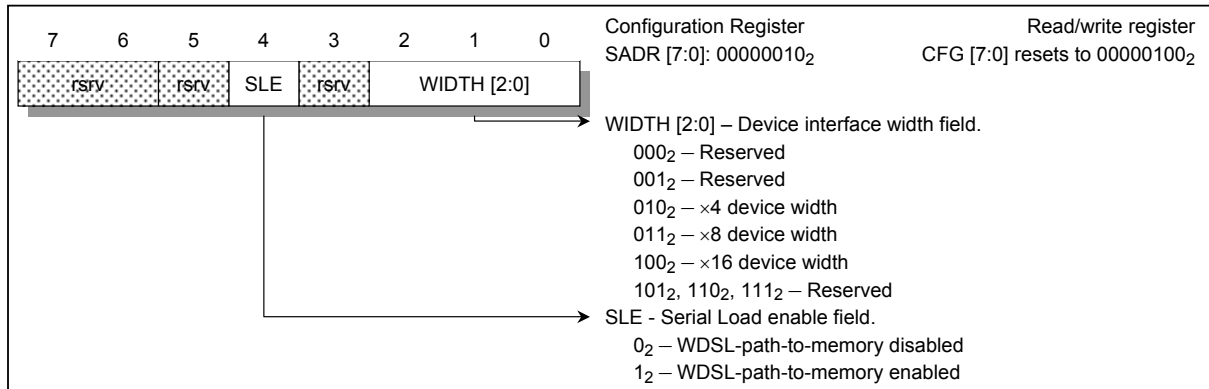 Configuration Register Read/write register
7 6 5 4 3 2 1 0
SADR [7:0]: 00000010₂ CFG [7:0] resets to 00000100₂
rsrv rsrv SLE rsrv WIDTH [2:0]
WIDTH [2:0] – Device interface width field.
000₂ – Reserved
001₂ – Reserved
010₂ – ×4 device width
011₂ – ×8 device width
100₂ – ×16 device width
101₂, 110₂, 111₂ – Reserved
SLE - Serial Load enable field.
0₂ – WDSL-path-to-memory disabled
1₂ – WDSL-path-to-memory enabled